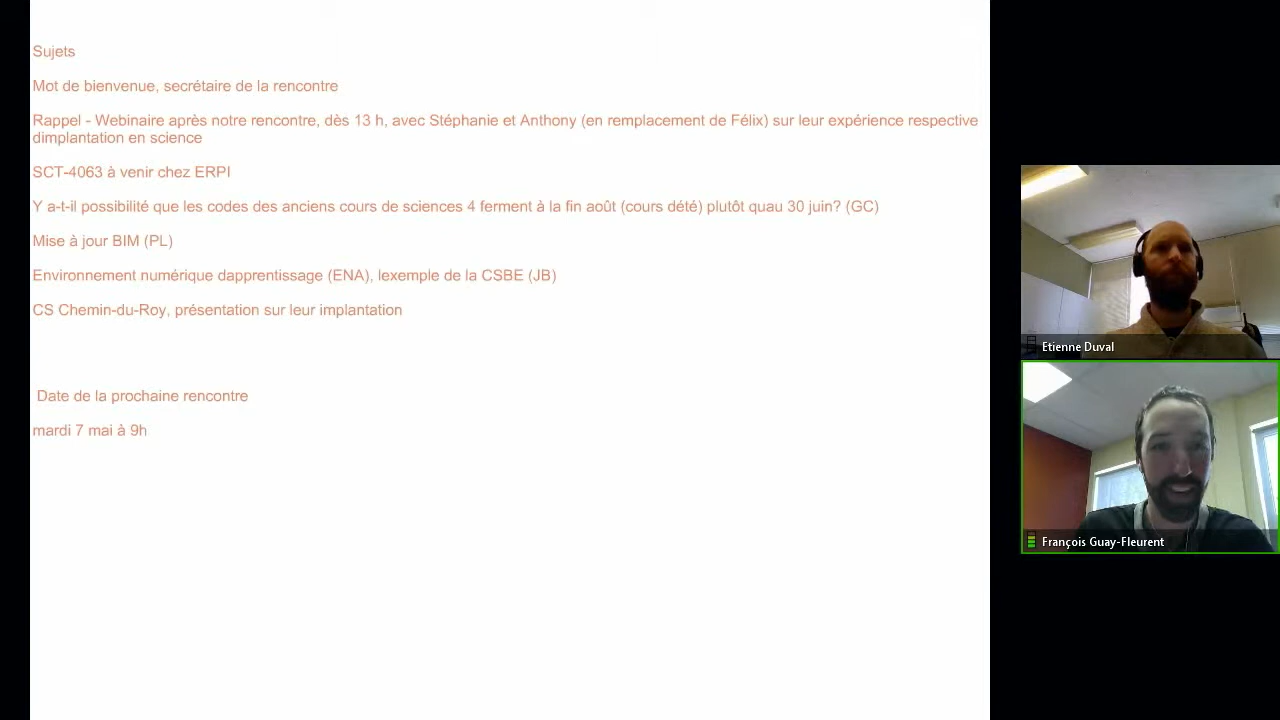 Sujets
Mot de bienvenue, secrétaire de la rencontre
Rappel - Webinaire après notre rencontre, dès 13 h, avec Stéphanie et Anthony (en remplacement de Félix) sur leur expérience respective
dimplantation en science
SCT-4063 à venir chez ERPI
Y a-t-il possibilité que les codes des anciens cours de sciences 4 ferment à la fin août (cours dété) plutôt quau 30 juin? (GC)
Mise à jour BIM (PL)
Environnement numérique dapprentissage (ENA), lexemple de la CSBE (JB)
CS Chemin-du-Roy, présentation sur leur implantation
Date de la prochaine rencontre
mardi 7 mai à 9h
Etienne Duval
François Guay-Fleurent